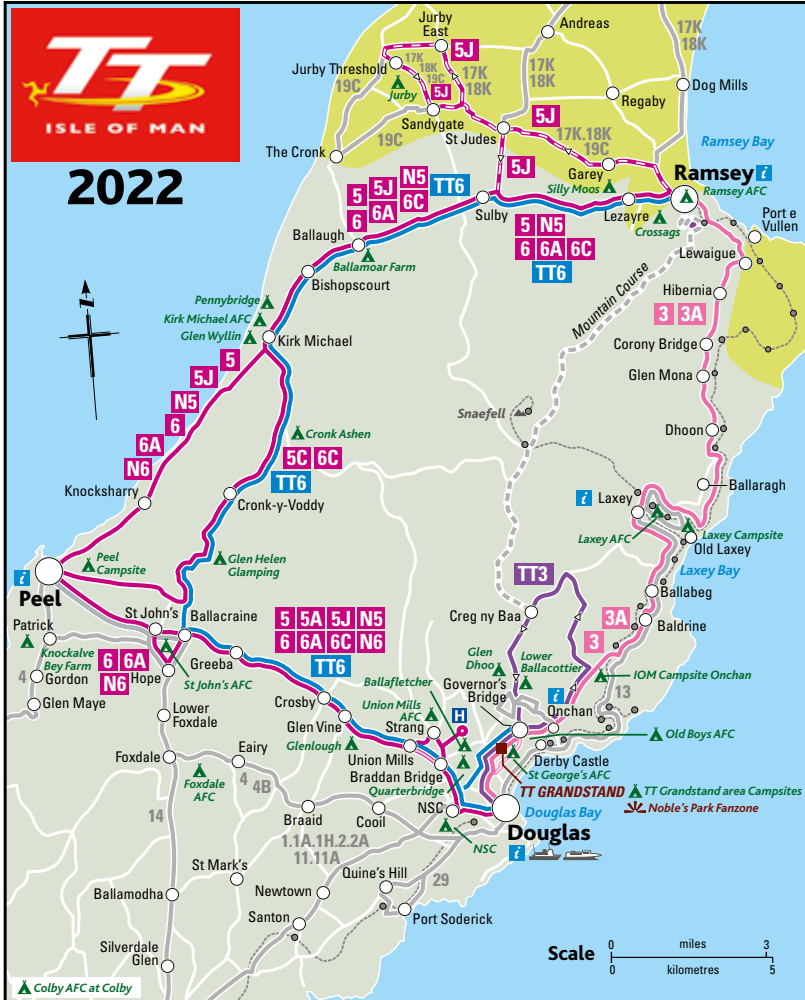 TT
ISLE OF MAN
2022
Jurby
East
Andreas
17K
18K
5J
17K
18K
19C
5J
Jurby Threshold
19C
Jurby
17K
18K
17K
18K
Dog Mills
Regaby
Sandygate
St Judes
5J
17K.18K
19C
Ramsey Bay
The Cronk
19C
5J
Garey
Silly Moos
Ramsey i
Ramsey AFC
5
5J
N5
TT6
6
6A
6C
Sulby
Lezayre
Crossags
Port e
Vullen
Ballaugh
5 N5
6 6A 6C
TT6
Lewaigue
Ballamoar Farm
Bishopscourt
Mountain Course
Hibernia
3 3A
Pennybridge
Kirk Michael AFC
Glen Wyllin
Kirk Michael
N
Corony Bridge
Glen Mona
5
5J
N5
6
6A
N6
Snaefell
Dhoon
Cronk Ashen
5C 6C
TT6
Knocksharry
Cronk-y-Voddy
Ballaragh
i Laxey
Laxey AFC
Laxey Campsite
Old Laxey
Laxey Bay
Peel
Campsite
Glen Helen
Glamping
TT3
i
Peel
Ballabeg
St John's
Ballacraine
5 5A 5J N5
6 6A 6C N6
TT6
Creg ny Baa
3A
3
Baldrine
Patrick
Knockalve
Bey Farm
6 6A
N6
Hope
St John's AFC
Greeba
Glen
Dhoo
Lower
Ballacottier
4
Gordon
Glen Maye
Ballafletcher
Union Mills
AFC
Governor's
Bridge
i
Onchan
IOM Campsite Onchan
13
Crosby
Glen Vine
Strang
H
Lower
Foxdale
Glenlough
Union Mills
Braddan Bridge
Quarterbridge
Derby Castle
St George's AFC
Old Boys AFC
Foxdale
Eairy
4
4B
Foxdale
AFC
TT GRANDSTAND
TT Grandstand area Campsites
Noble's Park Fanzone
NSC
Douglas Bay
14
Braaid
Cooil
NSC
Douglas
i
1.1A.1H.2.2A
11.11A
St Mark's
Quine's Hill
29
Ballamodha
Newtown
Santon
Port Soderick
Silverdale
Glen
Scale
0 miles 3
0 kilometres 5
Colby AFC at Colby